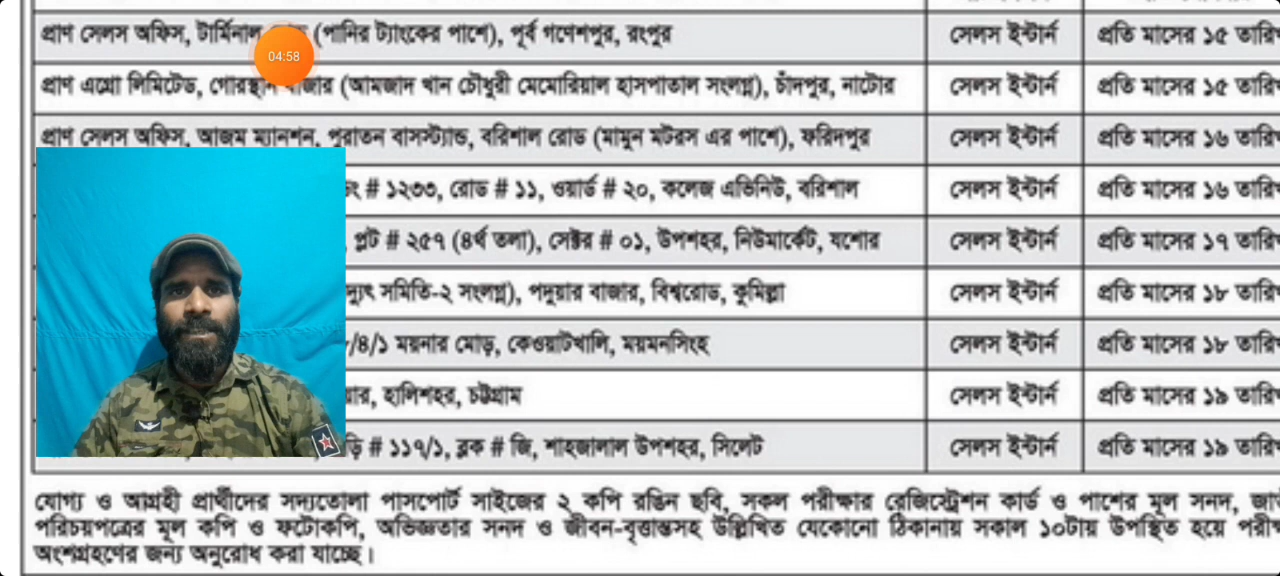 প্রাণ সেলস অফিস, টার্মিনাল (পানির ট্যাংকের পাশে), পূর্ব গণেশপুর, রংপুর সেলস ইন্টার্ন প্রতি মাসের ১৫ তারিখ
04:58
প্রাণ এগ্রো লিমিটেড, গোরস্থান বাজার (আমজাদ খান চৌধুরী মেমোরিয়াল হাসপাতাল সংলগ্ন), চাঁদপুর, নাটোর সেলস ইন্টার্ন প্রতি মাসের ১৫ তারিখ
প্রাণ সেলস অফিস, আজম ম্যানশন, পুরাতন বাসস্ট্যান্ড, বরিশাল রোড (মামুন মটরস এর পাশে), ফরিদপুর সেলস ইন্টার্ন প্রতি মাসের ১৬ তারিখ
# ১২৩৩, রোড # ১১, ওয়ার্ড # ২০, কলেজ এভিনিউ, বরিশাল সেলস ইন্টার্ন প্রতি মাসের ১৬ তারিখ
, প্লট # ২৫৭ (৪র্থ তলা), সেক্টর # ০১, উপশহর, নিউমার্কেট, যশোর সেলস ইন্টার্ন প্রতি মাসের ১৭ তারিখ
সমিতি-২ সংলগ্ন), পদুয়ার বাজার, বিশ্বরোড, কুমিল্লা সেলস ইন্টার্ন প্রতি মাসের ১৮ তারিখ
/৪/১ ময়নার মোড়, কেওয়াটখালি, ময়মনসিংহ সেলস ইন্টার্ন প্রতি মাসের ১৮ তারিখ
হালিশহর, চট্টগ্রাম সেলস ইন্টার্ন প্রতি মাসের ১৯ তারিখ
# ১১৭/১, ব্লক # জি, শাহজালাল উপশহর, সিলেট সেলস ইন্টার্ন প্রতি মাসের ১৯ তারিখ
যোগ্য ও আগ্রহী প্রার্থীদের সদ্যতোলা পাসপোর্ট সাইজের ২ কপি রঙিন ছবি, সকল পরীক্ষার রেজিস্ট্রেশন কার্ড ও পাশের মূল সনদ,
পরিচয়পত্রের মূল কপি ও ফটোকপি, অভিজ্ঞতার সনদ ও জীবন-বৃত্তান্তসহ উল্লিখিত যেকোনো ঠিকানায় সকাল ১০টায় উপস্থিত হয়ে
অংশগ্রহণের জন্য অনুরোধ করা যাচ্ছে।